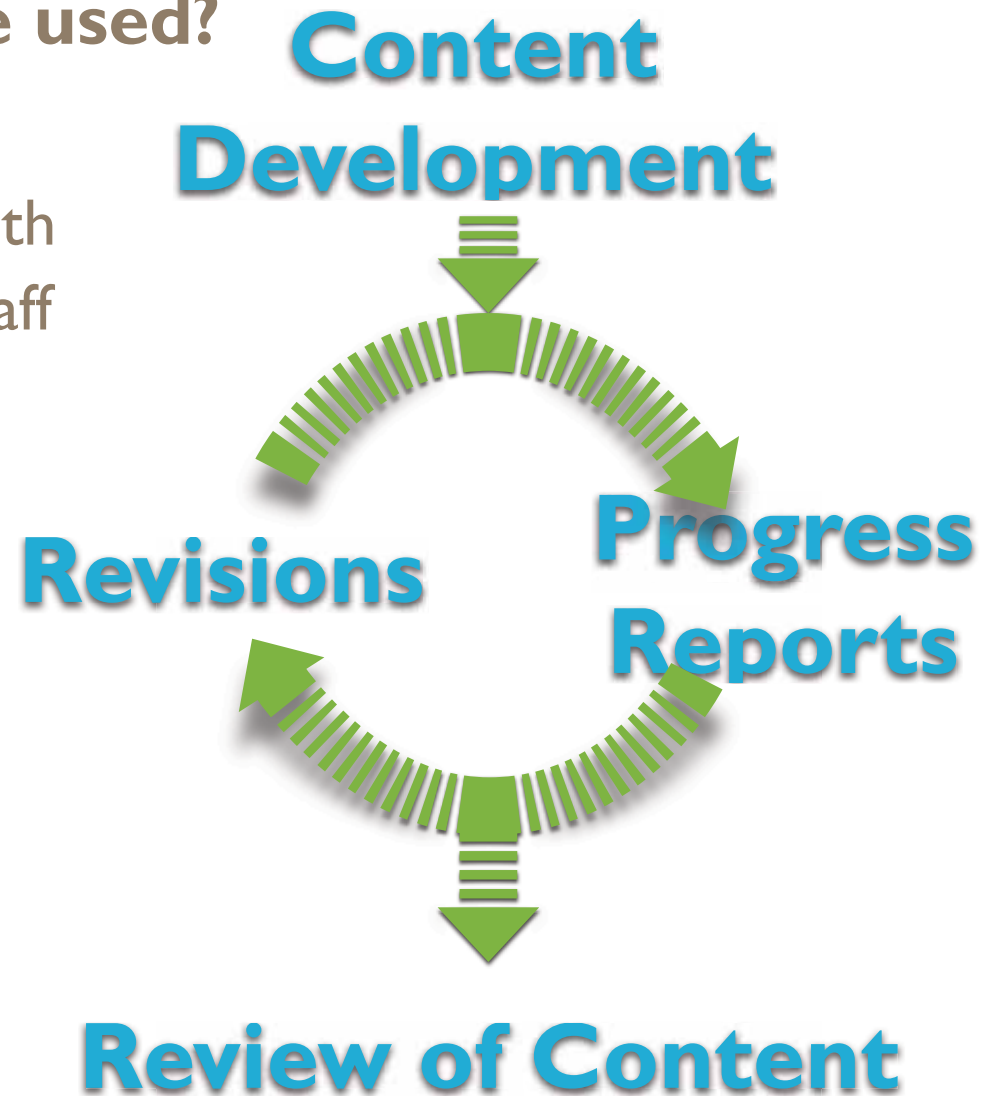 e used?
Content
Development
th
aff
Revisions
Progress
Reports
Review of Content